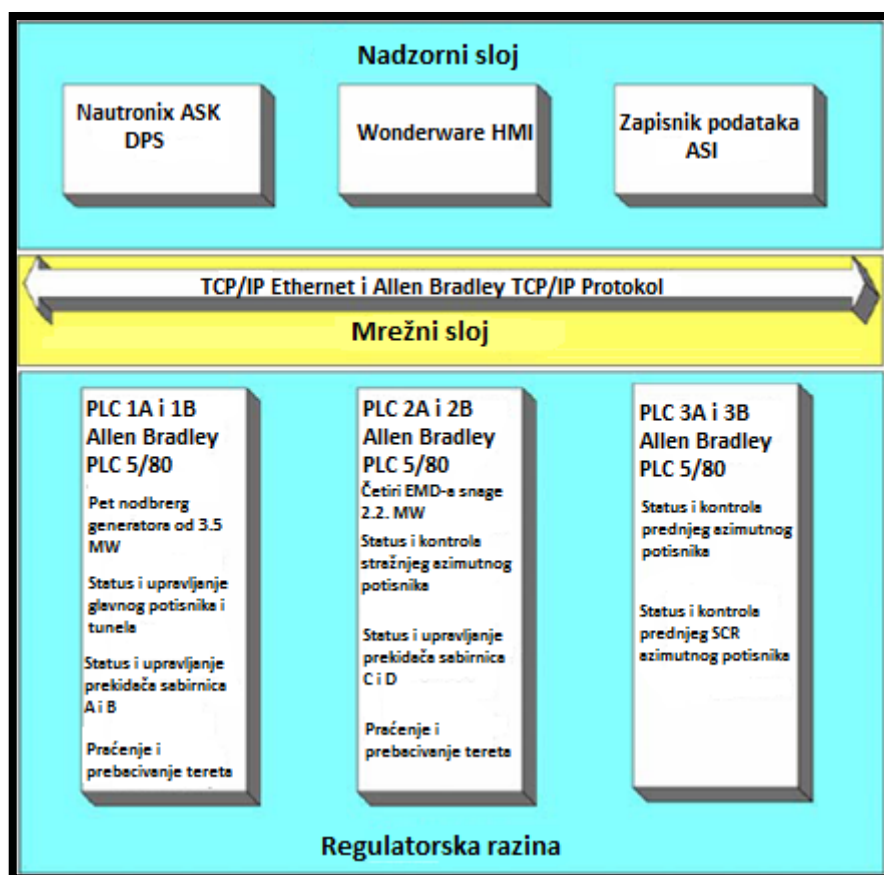 Nadzorni sloj
Nautronix ASK
DPS
Wonderware HMI
Zapisnik podataka
ASI
TCP/IP Ethernet i Allen Bradley TCP/IP Protokol
Mrežni sloj
PLC 1A i 1B
Allen Bradley
PLC 5/80
Pet nodbrerg
generatora od 3.5
MW
Status i upravljanje
glavnog potisnika i
tunela
Status i upravljanje
prekidača sabirnica
A i B
Praćenje i
prebacivanje tereta
PLC 2A i 2B
Allen Bradley
PLC 5/80
Četiri EMD-a snage
2.2. MW
Status i kontrola
stražnjeg azimutnog
potisnika
Status i upravljanje
prekidača sabirnica
C i D
Praćenje i
prebacivanje tereta
PLC 3A i 3B
Allen Bradley
PLC 5/80
Status i kontrola
prednjeg azimutnog
potisnika
Status i kontrola
prednjeg SCR
azimutnog potisnika
Regulatorska razina